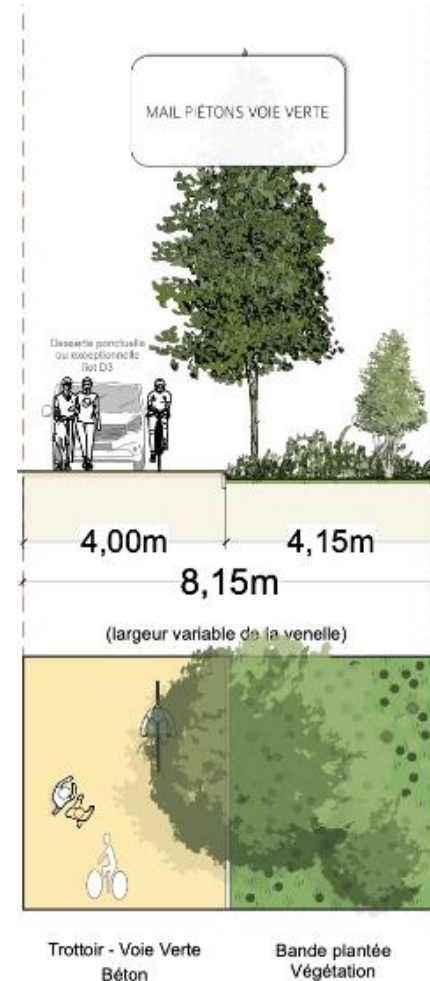 MAIL PIÉTONS VOIE VERTE
Desserte ponctuelle
ou exceptionnelle
îlot D3
4,00m 4,15m
8,15m
(largeur variable de la venelle)
Trottoir - Voie Verte
Béton
Bande plantée
Végétation